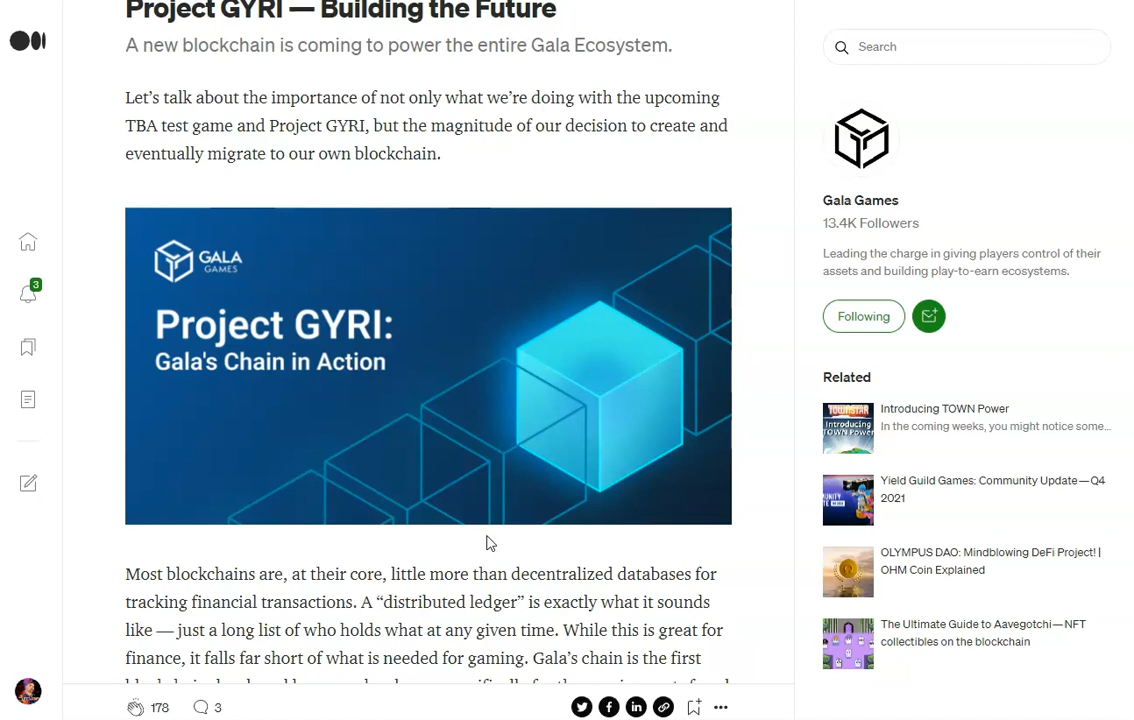 Project GYRI — Building the Future
A new blockchain is coming to power the entire Gala Ecosystem.
Let's talk about the importance of not only what we're doing with the upcoming
TBA test game and Project GYRI, but the magnitude of our decision to create and
eventually migrate to our own blockchain.
GALA
GAMES
Project GYRI:
Gala's Chain in Action
Most blockchains are, at their core, little more than decentralized databases for
tracking financial transactions. A “distributed ledger” is exactly what it sounds
like — just a long list of who holds what at any given time. While this is great for
finance, it falls far short of what is needed for gaming. Gala's chain is the first
178
3
3
Search
Gala Games
13.4K Followers
Leading the charge in giving players control of their
assets and building play-to-earn ecosystems.
Following
Related
Introducing TOWN Power
In the coming weeks, you might notice some...
TOWNSTAR
Introducing
TOWN Power
Yield Guild Games: Community Update — Q4
2021
OLYMPUS DAO: Mindblowing DeFi Project! |
OHM Coin Explained
The Ultimate Guide to Aavegotchi — NFT
collectibles on the blockchain